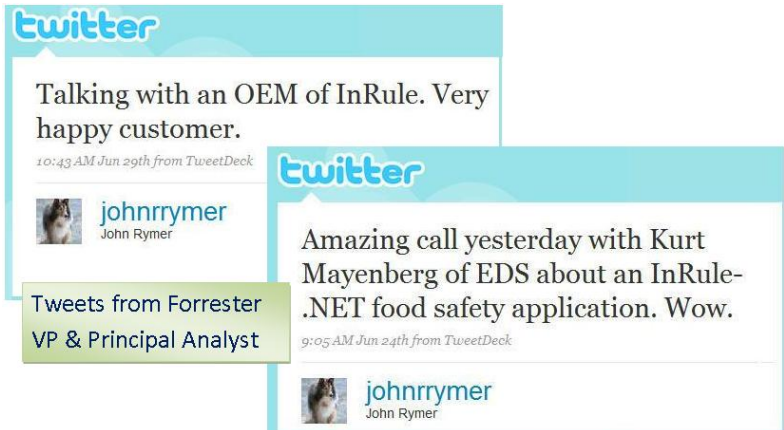 twitter
Talking with an OEM of InRule. Very
happy customer.
10:43 AM Jun 29th from TweetDeck
johnrrymer
John Rymer
twitter
Amazing call yesterday with Kurt
Mayenberg of EDS about an InRule-
.NET food safety application. Wow.
9:05 AM Jun 24th from TweetDeck
johnrrymer
John Rymer
Tweets from Forrester
VP & Principal Analyst